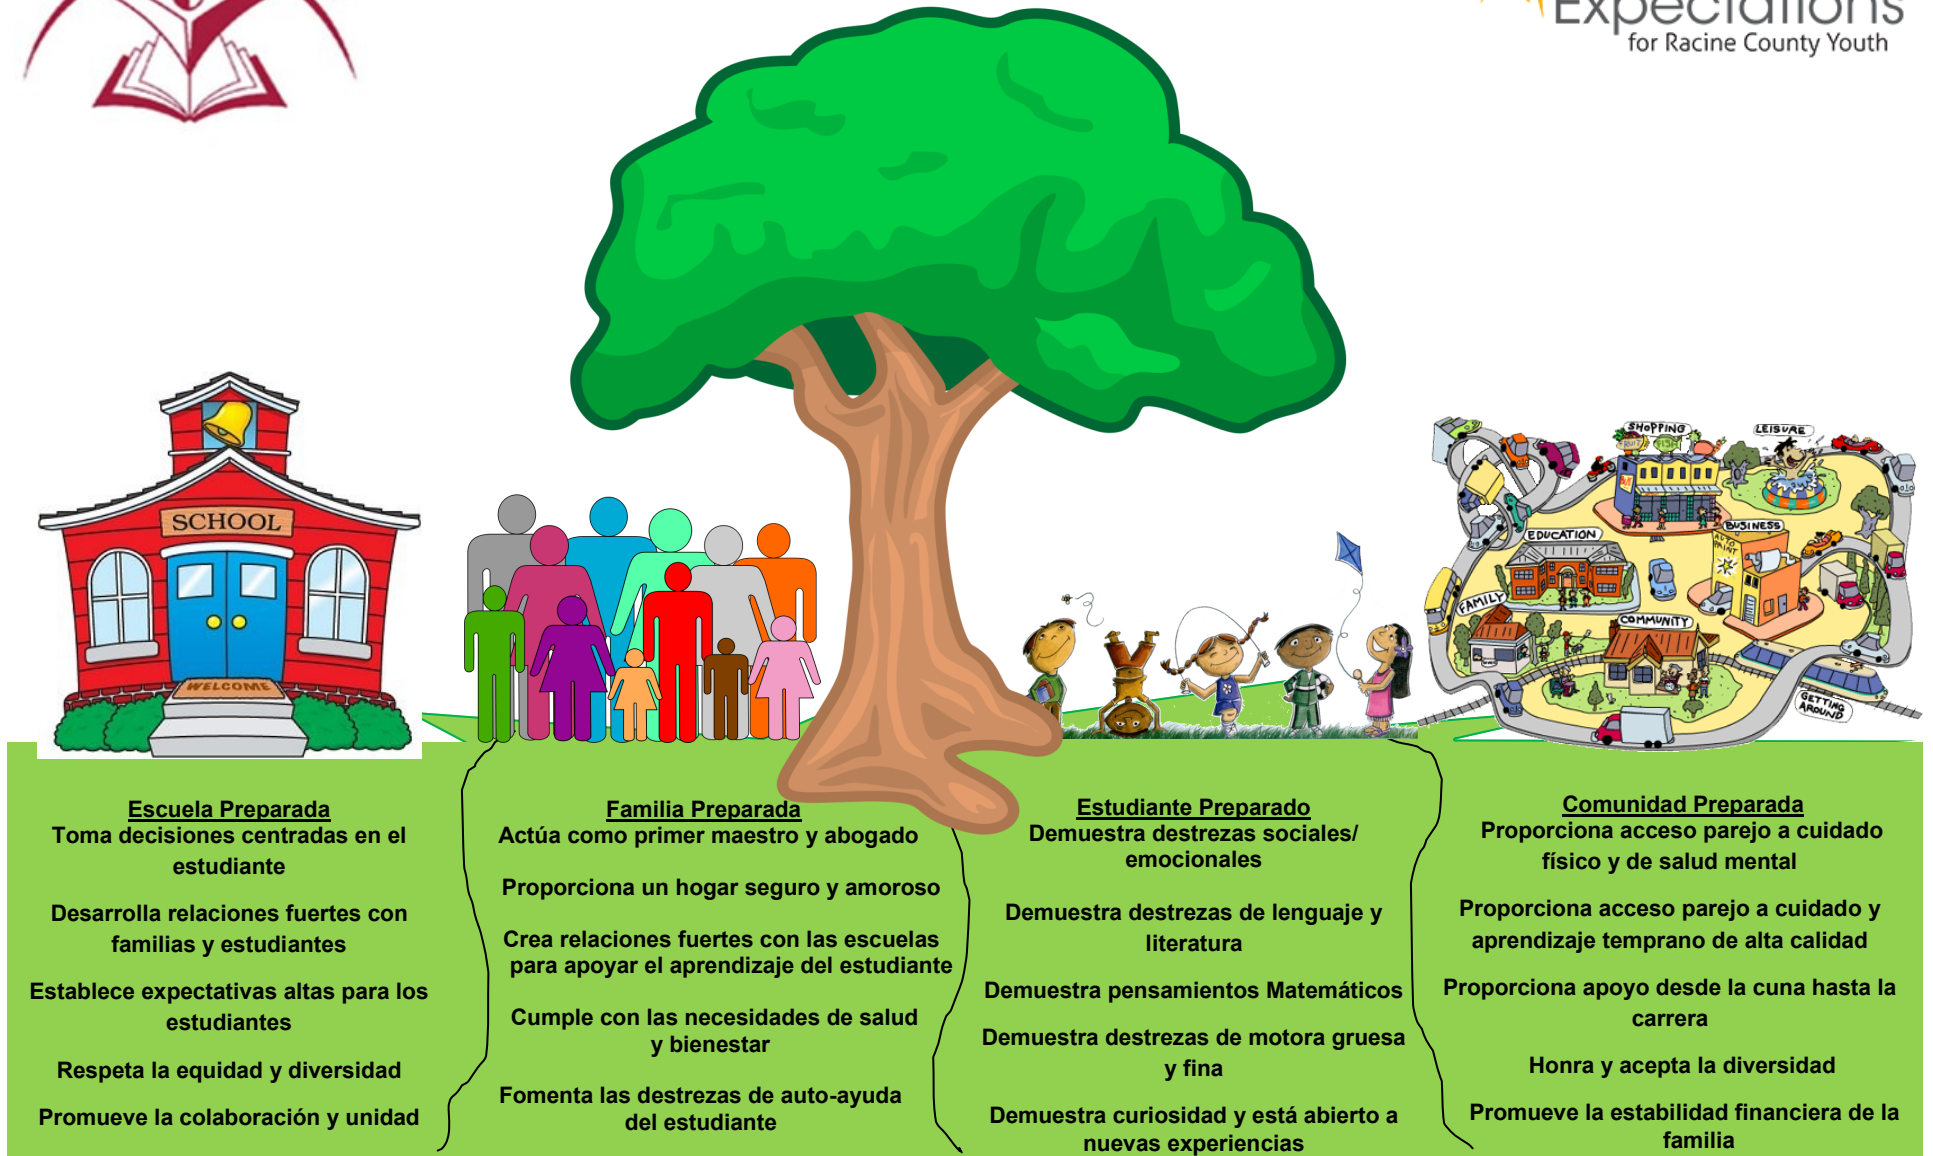 Expectations
for Racine County Youth
SCHOOL
WELCOME
SHOPPING
LEISURE
FISH
BUSINESS
AUTO
PAINT
EDUCATION
FAMILY
COMMUNITY
GETTING
AROUND
Escuela Preparada
Toma decisiones centradas en el
estudiante
Desarrolla relaciones fuertes con
familias y estudiantes
Establece expectativas altas para los
estudiantes
Respeta la equidad y diversidad
Promueve la colaboración y unidad
Familia Preparada
Actúa como primer maestro y abogado
Proporciona un hogar seguro y amoroso
Crea relaciones fuertes con las escuelas
para apoyar el aprendizaje del estudiante
Cumple con las necesidades de salud
y bienestar
Fomenta las destrezas de auto-ayuda
del estudiante
Estudiante Preparado
Demuestra destrezas sociales/
emocionales
Demuestra destrezas de lenguaje y
literatura
Demuestra pensamientos Matemáticos
Demuestra destrezas de motora gruesa
y fina
Demuestra curiosidad y está abierto a
nuevas experiencias
Comunidad Preparada
Proporciona acceso parejo a cuidado
físico y de salud mental
Proporciona acceso parejo a cuidado y
aprendizaje temprano de alta calidad
Proporciona apoyo desde la cuna hasta la
carrera
Honra y acepta la diversidad
Promueve la estabilidad financiera de la
familia